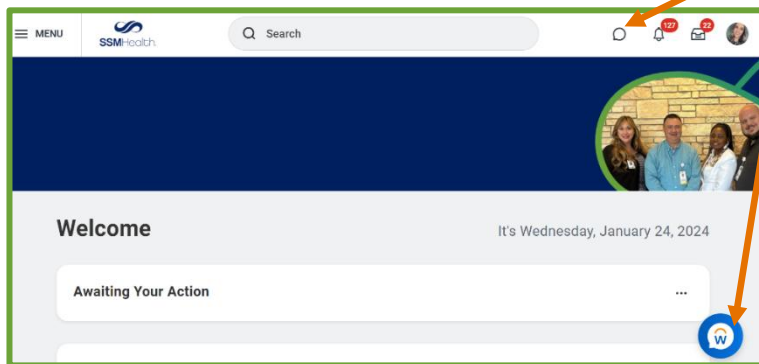 MENU
SSMHealth
Search
127
22
Welcome
It's Wednesday, January 24, 2024
Awaiting Your Action
...
W